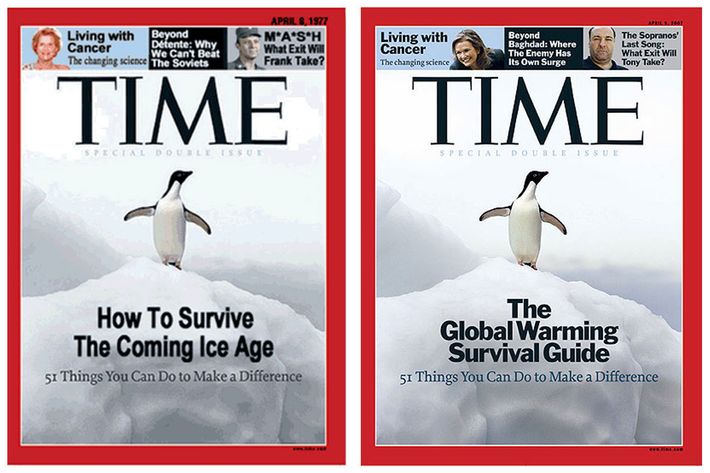 APRIL 8, 1977
Living with
Cancer
The changing science
Beyond
Détente: Why
We Can't Beat
The Soviets
M*A*S*H
What Exit Will
Frank Take?
TIME
SPECIAL DOUBLE ISSUE
How To Survive
The Coming Ice Age
51 Things You Can Do to Make a Difference
www.time.com
APRIL 9, 2007
Living with
Cancer
The changing science
Beyond
Baghdad: Where
The Enemy Has
Its Own Surge
The Sopranos'
Last Song:
What Exit Will
Tony Take?
TIME
SPECIAL DOUBLE ISSUE
The
Global Warming
Survival Guide
51 Things You Can Do to Make a Difference
www.time.com